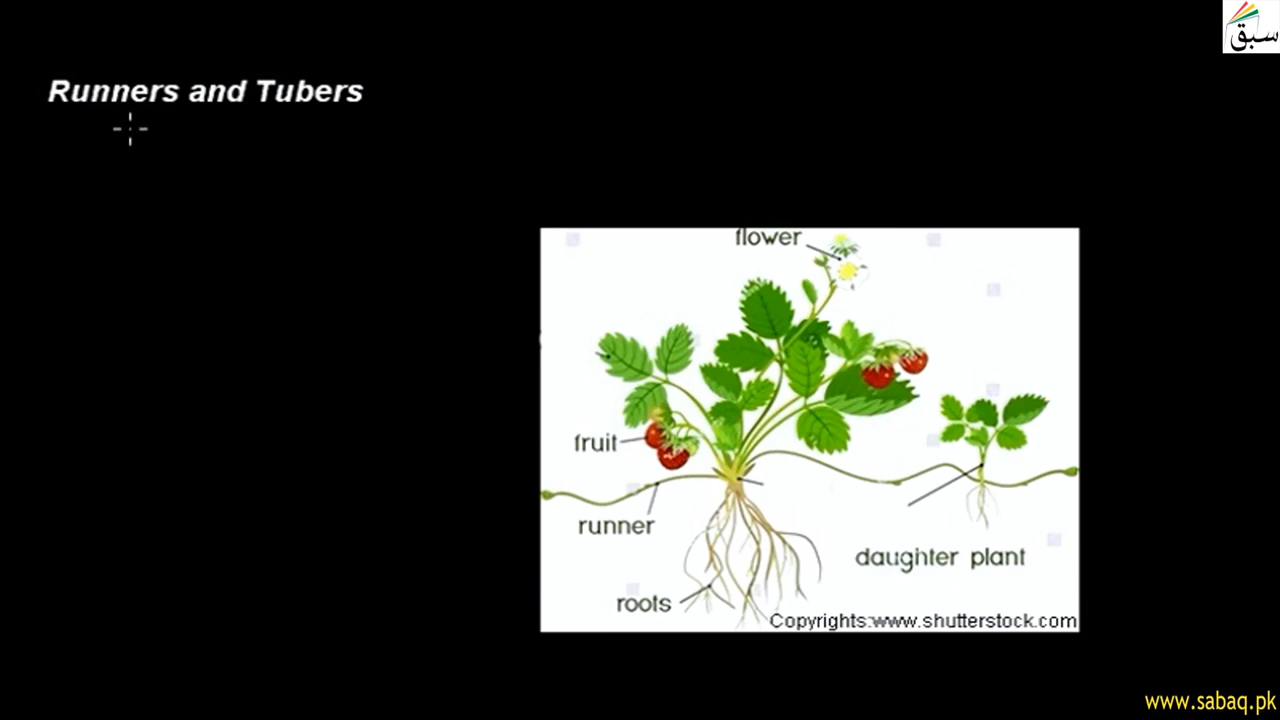 سبق
Runners and Tubers
flower
fruit
runner
daughter plant
roots
Copyrights:www.shutterstock.com
www.sabaq.pk